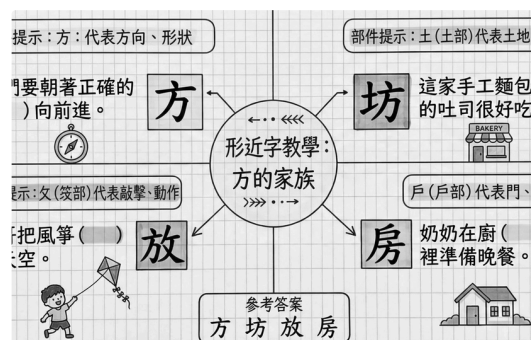 提示：方：代表方向、形狀
部件提示：土(土部)代表土地
們要朝著正確的
)向前進。
方
坊
這家手工麵包
的吐司很好吃
BAKERY
形近字教學：
方的家族
提示：攵(筊部)代表敲擊、動作
戶(戶部)代表門、
把風箏( )
天空。
放
房
奶奶在廚(
裡準備晚餐。
參考答案
方 坊 放 房